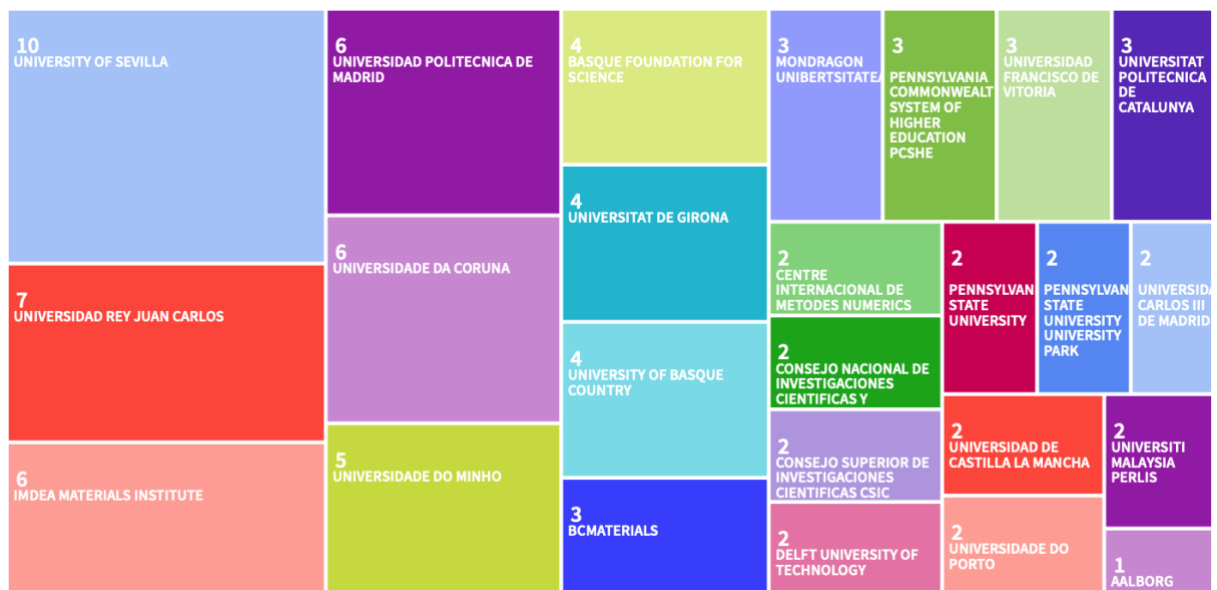 10
UNIVERSITY OF SEVILLA
7
UNIVERSIDAD REY JUAN CARLOS
6
IMDEA MATERIALS INSTITUTE
6
UNIVERSIDAD POLITECNICA DE
MADRID
6
UNIVERSIDADE DA CORUNA
5
UNIVERSIDADE DO MINHO
4
BASQUE FOUNDATION FOR
SCIENCE
4
UNIVERSITAT DE GIRONA
4
UNIVERSITY OF BASQUE
COUNTRY
3
BCMATERIALS
3
MONDRAGON
UNIBERTSITATEA
3
PENNSYLVANIA
COMMONWEALT
SYSTEM OF
HIGHER
EDUCATION
PCSHE
3
UNIVERSIDAD
FRANCISCO DE
VITORIA
3
UNIVERSITAT
POLITECNICA
DE
CATALUNYA
2
CENTRE
INTERNACIONAL DE
METODES NUMERICS
2
CONSEJO NACIONAL DE
INVESTIGACIONES
CIENTIFICAS Y
2
CONSEJO SUPERIOR DE
INVESTIGACIONES
CIENTIFICAS CSIC
2
DELFT UNIVERSITY OF
TECHNOLOGY
2
PENNSYLVAN
STATE
UNIVERSITY
2
PENNSYLVAN
STATE
UNIVERSITY
UNIVERSITY
PARK
2
UNIVERSIDA
CARLOS III
DE MADRID
2
UNIVERSIDAD DE
CASTILLA LA MANCHA
2
UNIVERSITI
MALAYSIA
PERLIS
2
UNIVERSIDADE DO
PORTO
1
AALBORG